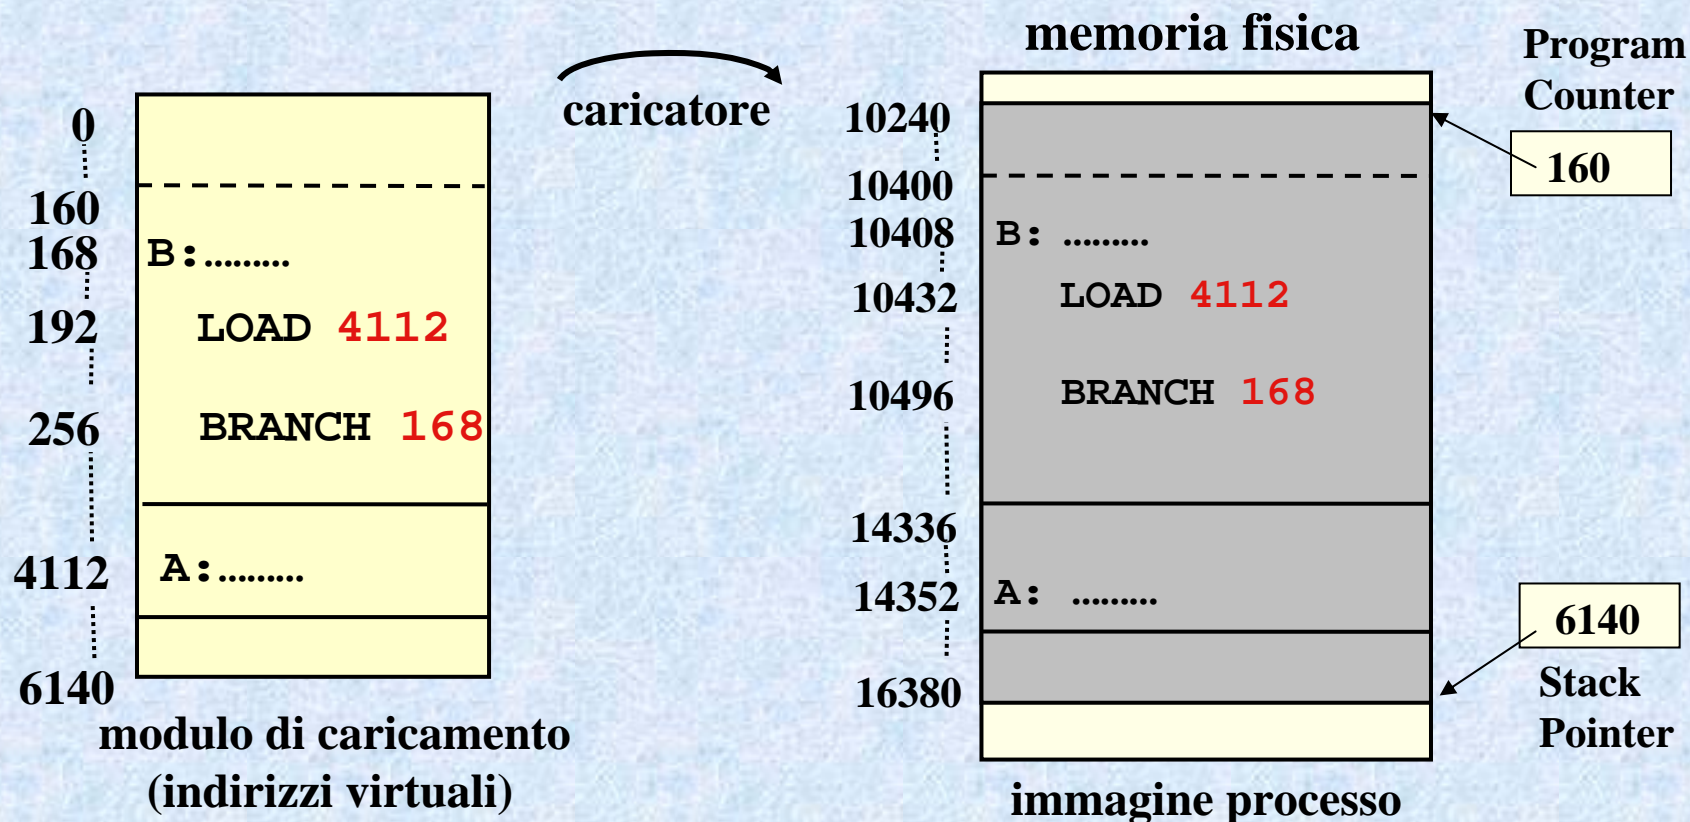 0
160
168
192
256
4112
6140
B:.........
LOAD 4112
BRANCH 168
A:.........
modulo di caricamento
(indirizzi virtuali)
caricatore
memoria fisica
10240
10400
10408
10432
10496
14336
14352
16380
B: .........
LOAD 4112
BRANCH 168
A: .........
immagine processo
Program
Counter
160
6140
Stack
Pointer